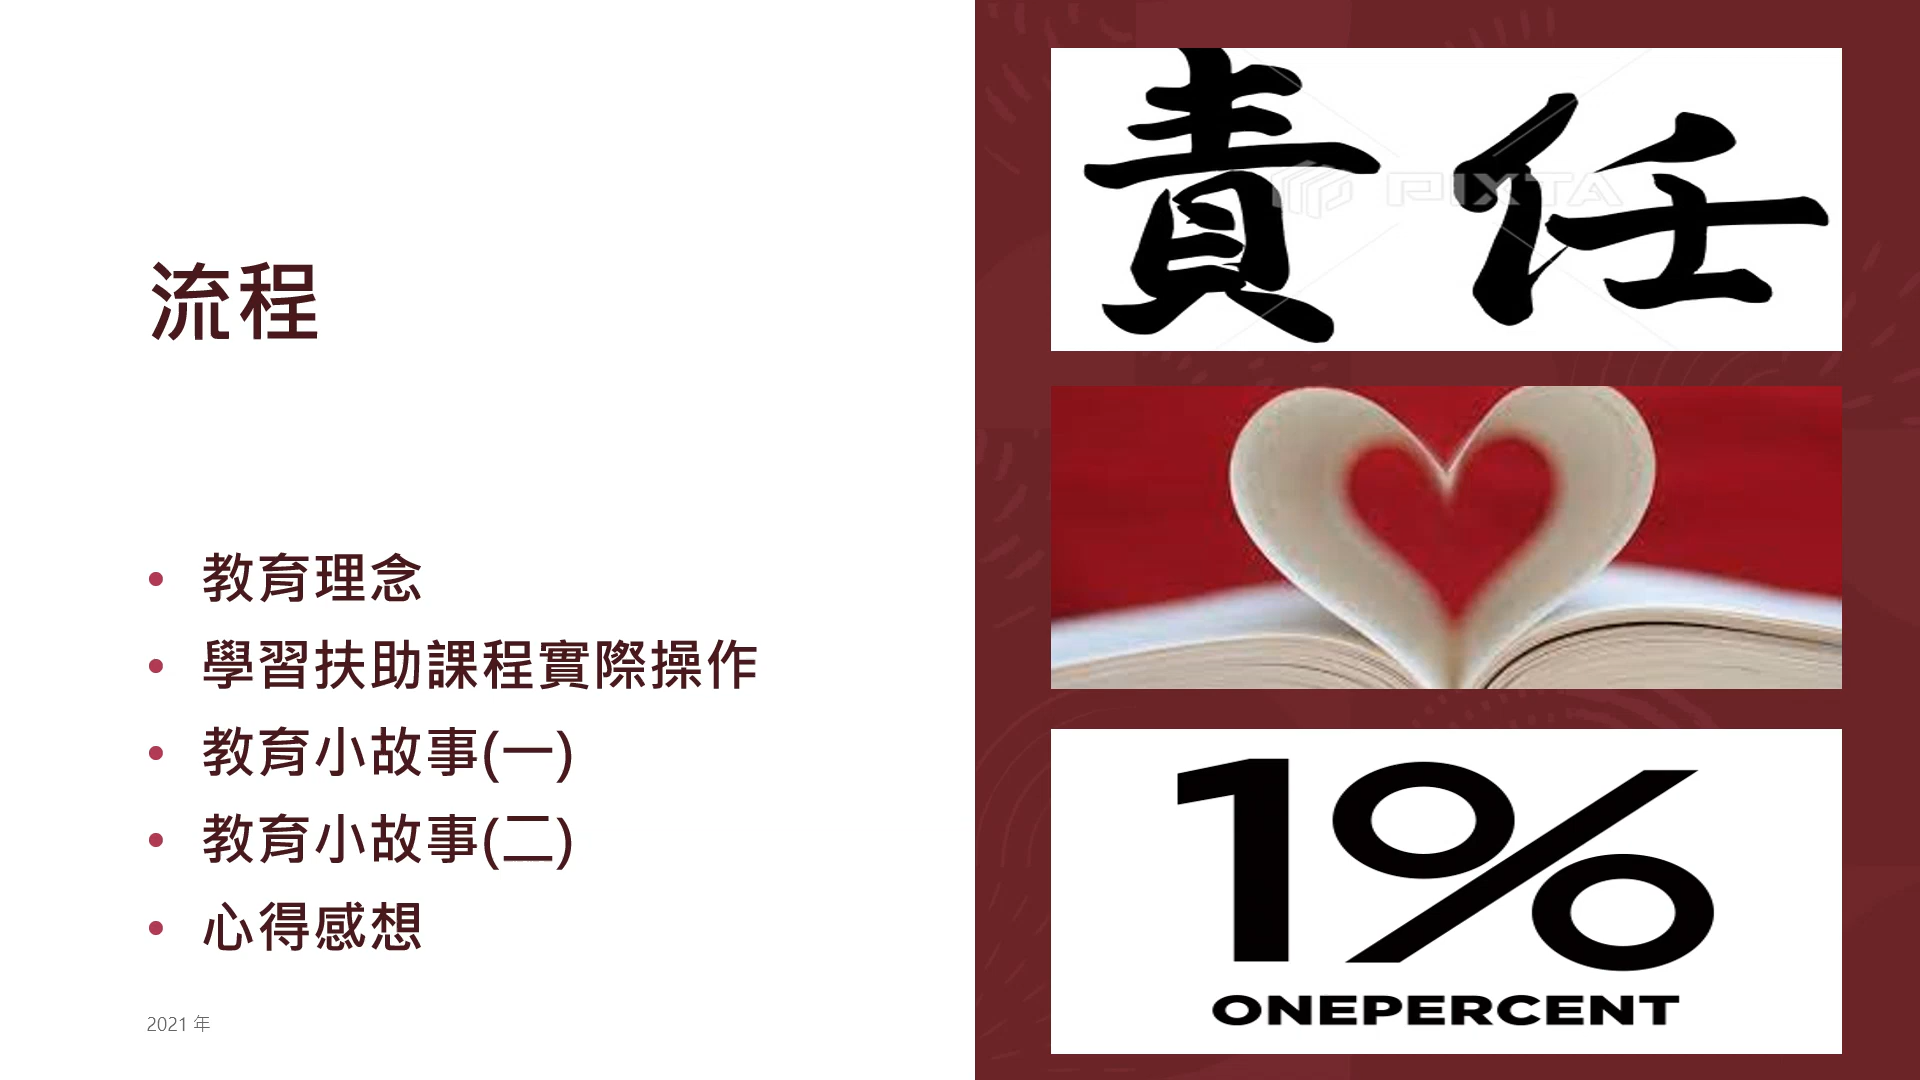 流程
• 教育理念
• 學習扶助課程實際操作
• 教育小故事(一)
• 教育小故事(二)
• 心得感想
2021 年
責任
PIXTA
1%
ONEPERCENT